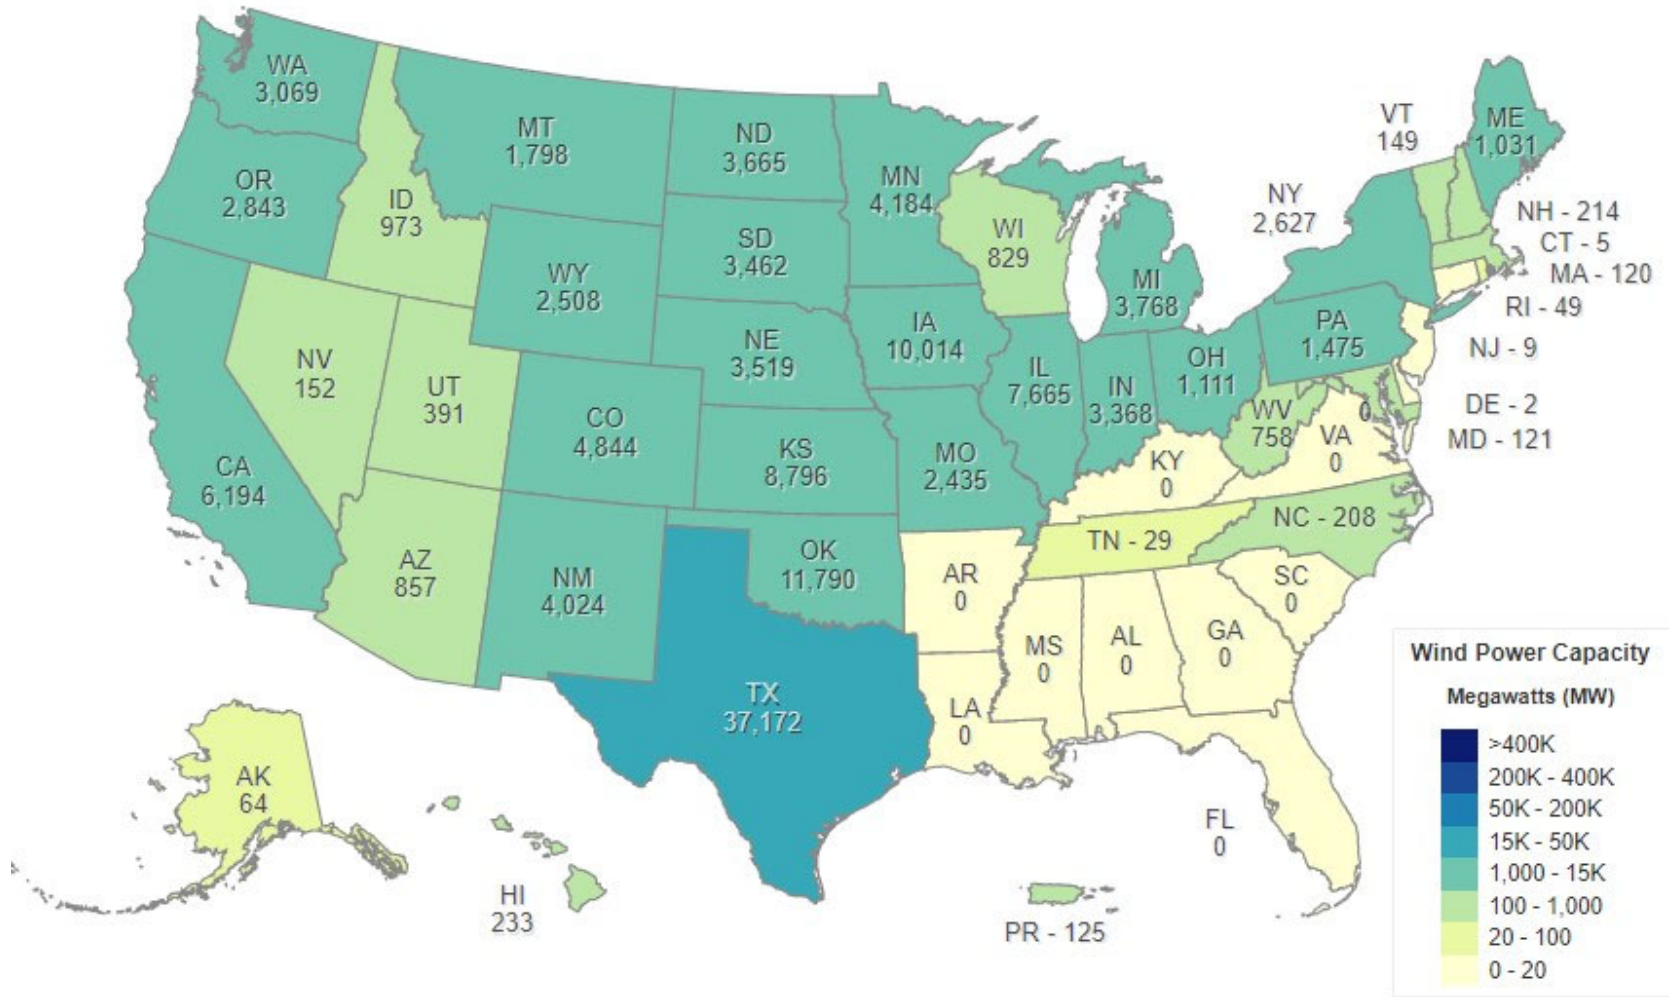 WA
3,069
OR
2,843
CA
6,194
ID
973
NV
152
MT
1,798
WY
2,508
UT
391
AZ
857
CO
4,844
NM
4,024
ND
3,665
SD
3,462
NE
3,519
KS
8,796
OK
11,790
TX
37,172
MN
4,184
IA
10,014
MO
2,435
AR
0
LA
0
WI
829
IL
7,665
MI
3,768
IN
3,368
OH
1,111
KY
0
TN - 29
MS
0
AL
0
GA
0
FL
0
SC
0
NC - 208
VA
0
WV
758
0
PA
1,475
NY
2,627
VT
149
ME
1,031
NH - 214
CT - 5
MA - 120
RI - 49
NJ - 9
DE - 2
MD - 121
AK
64
HI
233
PR - 125
Wind Power Capacity
Megawatts (MW)
>400K
200K - 400K
50K - 200K
15K - 50K
1,000 - 15K
100 - 1,000
20 - 100
0 - 20